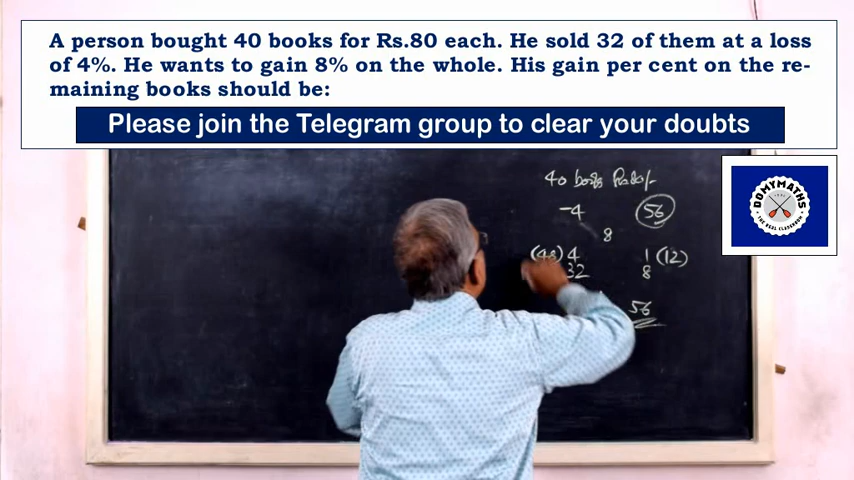 A person bought 40 books for Rs.80 each. He sold 32 of them at a loss
of 4%. He wants to gain 8% on the whole. His gain per cent on the re-
maining books should be:
Please join the Telegram group to clear your doubts
DOMYMATHS
THE REAL CLASSROOM
40 books Rs80/-
-4 56
8
(48) 4 1 (12)
32 8
56